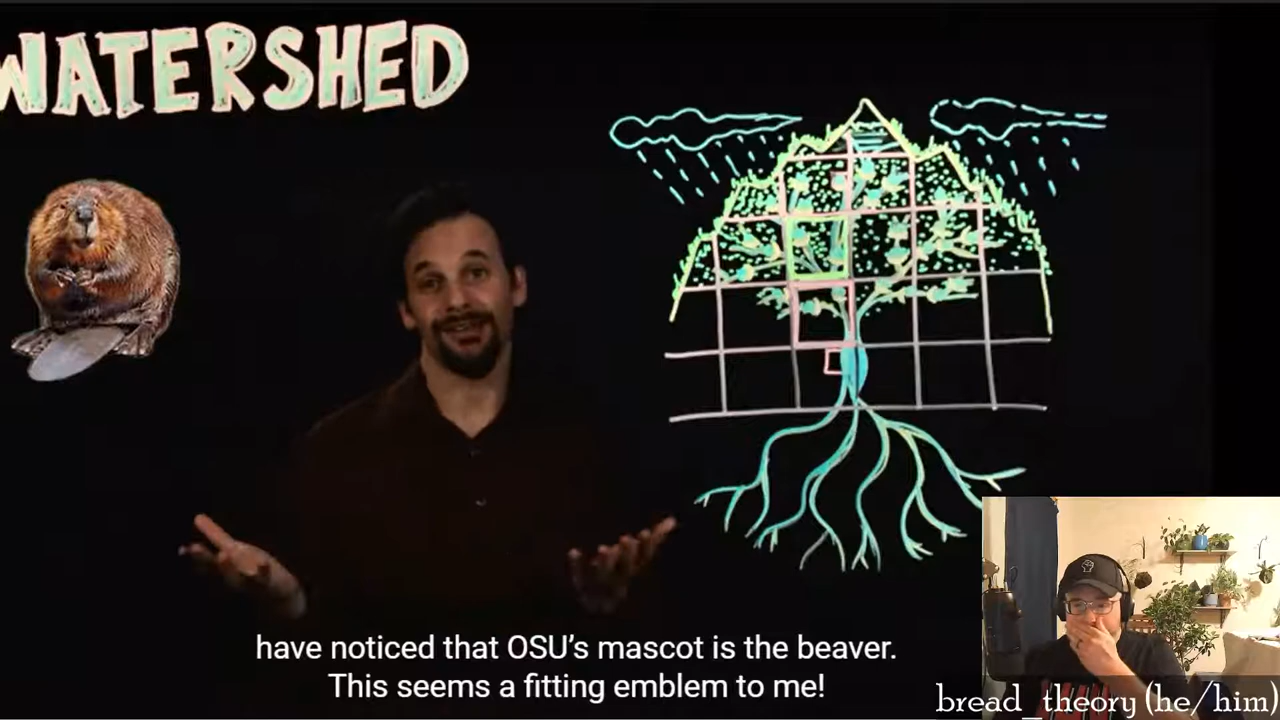 WATERSHED
have noticed that OSU’s mascot is the beaver.
This seems a fitting emblem to me!
bread_theory (he/him)